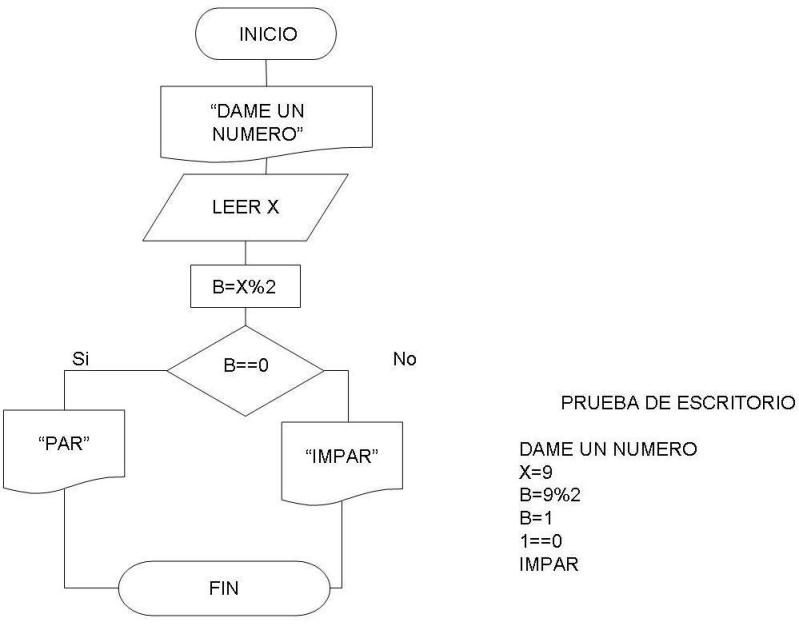 INICIO
“DAME UN
NUMERO”
LEER X
B=X%2
B==0
Si
No
“PAR”
“IMPAR”
FIN
PRUEBA DE ESCRITORIO
DAME UN NUMERO
X=9
B=9%2
B=1
1==0
IMPAR